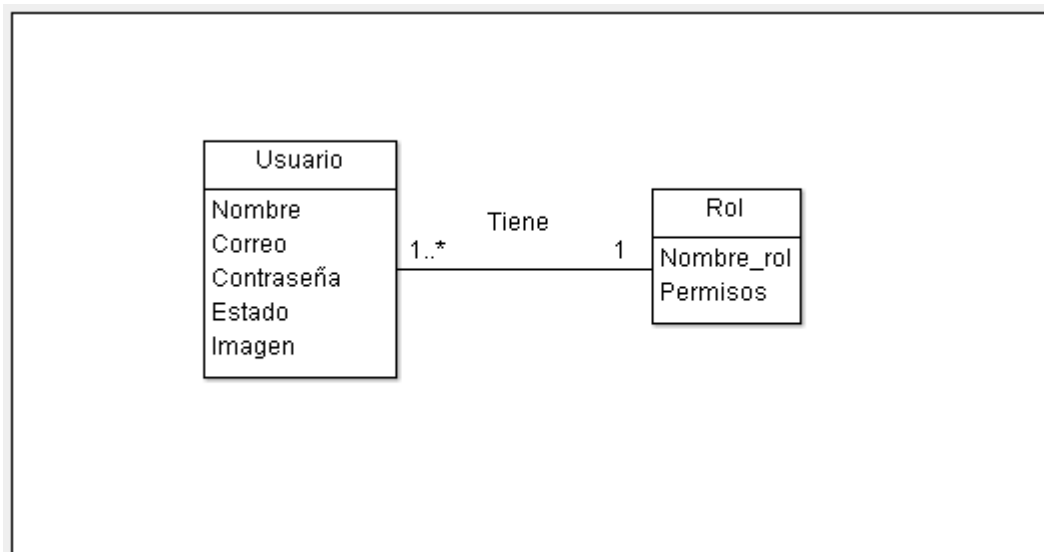 Usuario
Nombre
Correo
Contraseña
Estado
Imagen
Tiene
1..*
1
Rol
Nombre_rol
Permisos